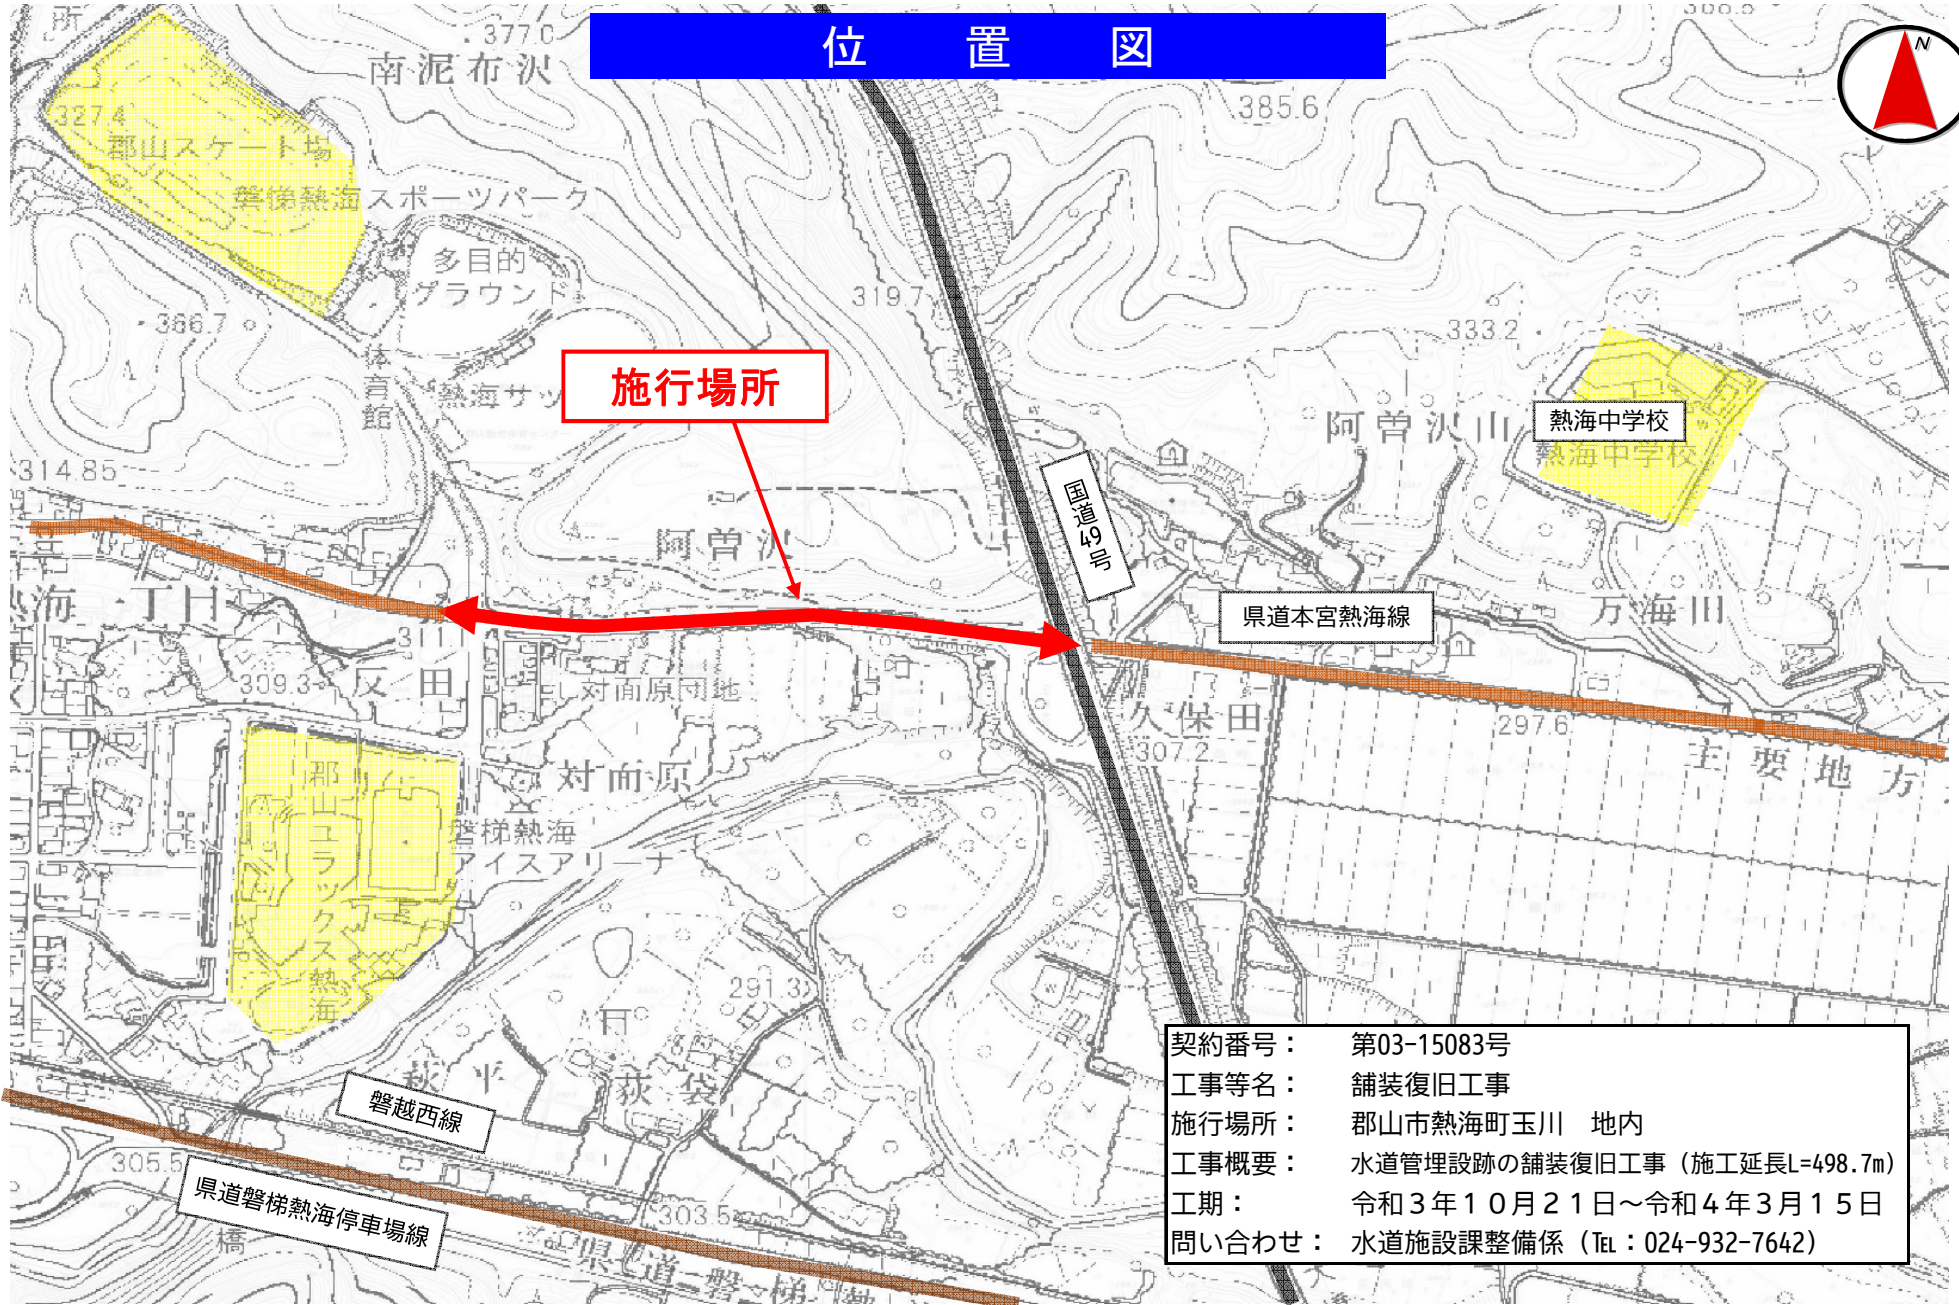 位置図
N
所
377.0
368.8
南泥布沢
385.6
327.4
郡山スケート場
磐梯熱海スポーツパーク
多目的
グラウンド
319.7
366.7
333.2
体育館
熱海サッ
施行場所
阿曽沢山
熱海中学校
熱海中学校
314.85
国道49号
阿曽沢
県道本宮熱海線
万海川
熱海一丁目
311.1
309.3
反田
対面原団地
久保田
307.2
297.6
主要地方
対面原
郡山ユラックス熱海
磐梯熱海
アイスアリーナ
291.3
萩平
荻袋
磐越西線
305.5
県道磐梯熱海停車場線
303.5
橋
県道磐梯熱
契約番号: 第03-15083号
工事等名: 舗装復旧工事
施行場所: 郡山市熱海町玉川 地内
工事概要: 水道管埋設跡の舗装復旧工事(施工延長L=498.7m)
工期: 令和3年10月21日~令和4年3月15日
問い合わせ: 水道施設課整備係(℡:024-932-7642)